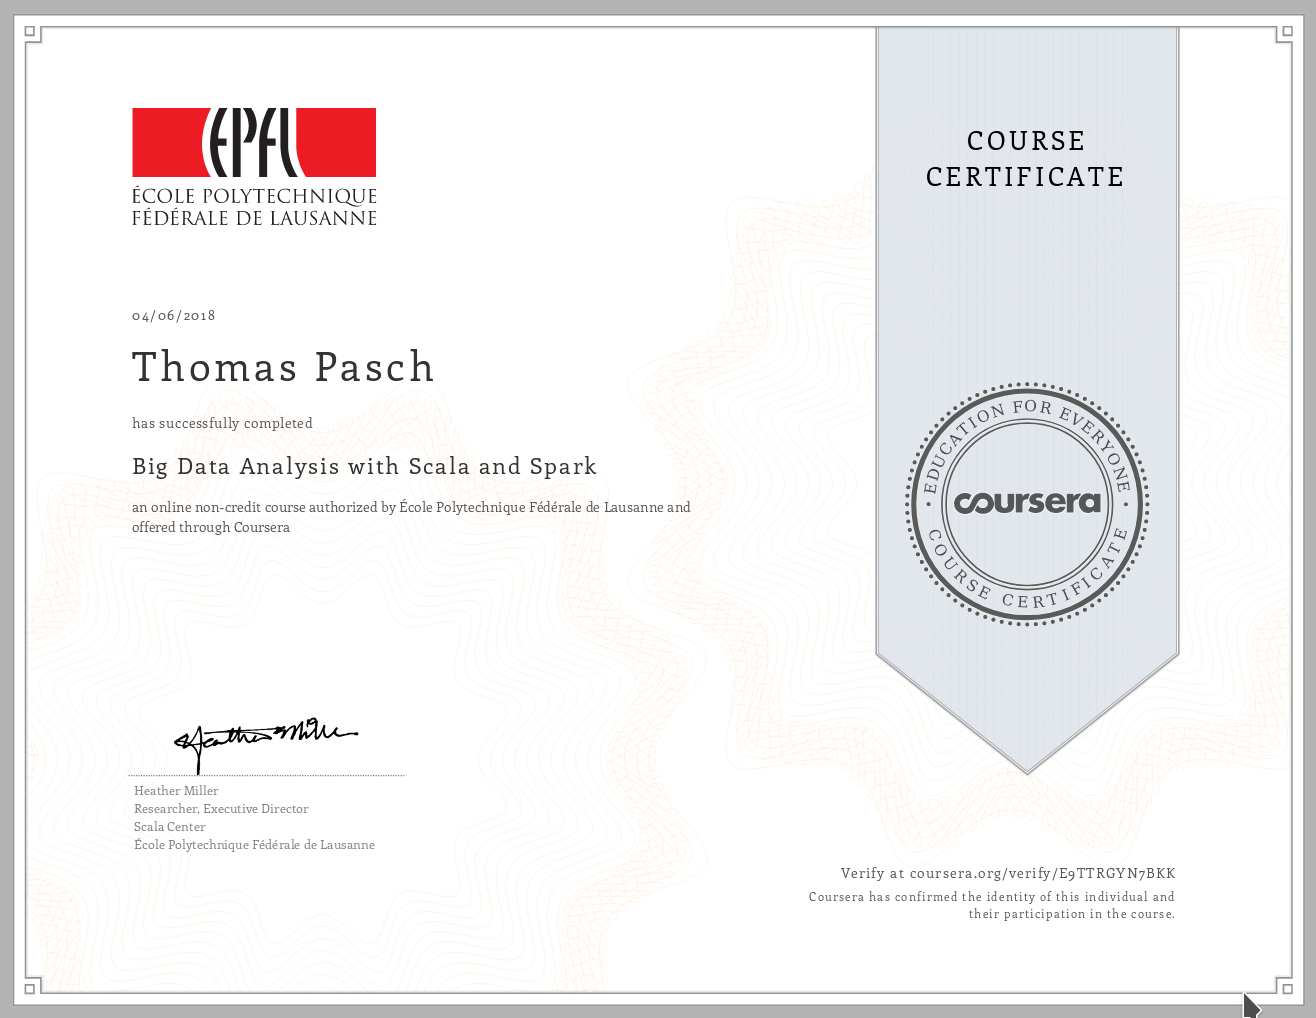 EPFL
ÉCOLE POLYTECHNIQUE
FÉDÉRALE DE LAUSANNE
COURSE
CERTIFICATE
04/06/2018
Thomas Pasch
has successfully completed
Big Data Analysis with Scala and Spark
an online non-credit course authorized by École Polytechnique Fédérale de Lausanne and
offered through Coursera
EDUCATION FOR EVERYONE
coursera
COURSE CERTIFICATE
Heather Miller
Heather Miller
Researcher, Executive Director
Scala Center
École Polytechnique Fédérale de Lausanne
Verify at coursera.org/verify/E9TTRGYN7BKK
Coursera has confirmed the identity of this individual and
their participation in the course.